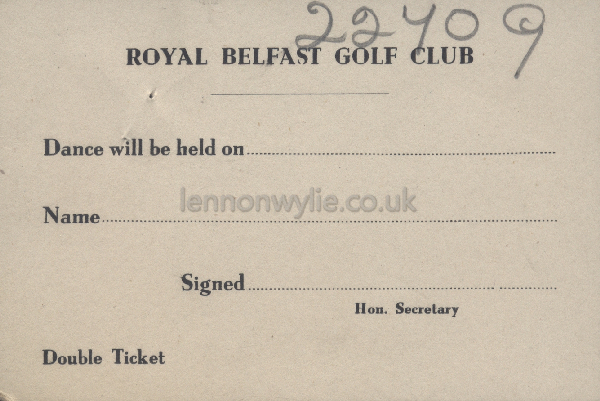 22409
ROYAL BELFAST GOLF CLUB
Dance will be held on
Name
lennonwylie.co.uk
Signed
Hon. Secretary
Double Ticket